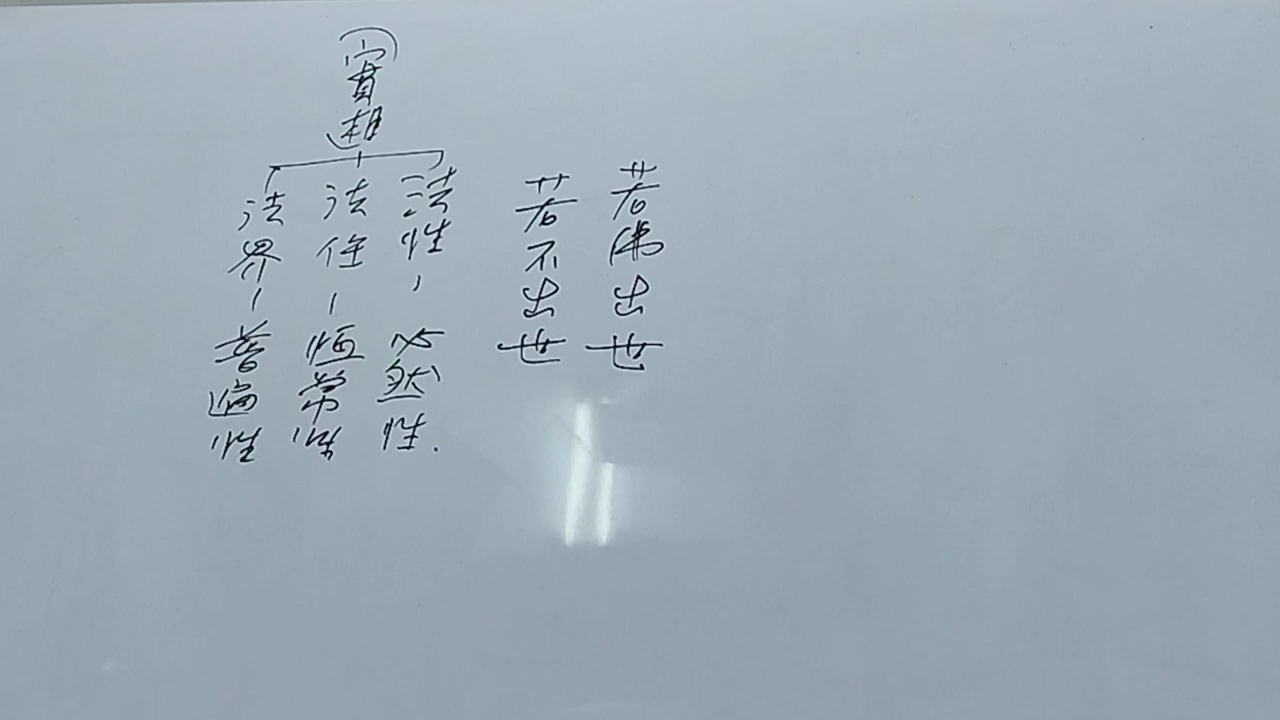 若佛出世
若不出世
實相
法性，必然性.
法住－恒常性
法界－普遍性